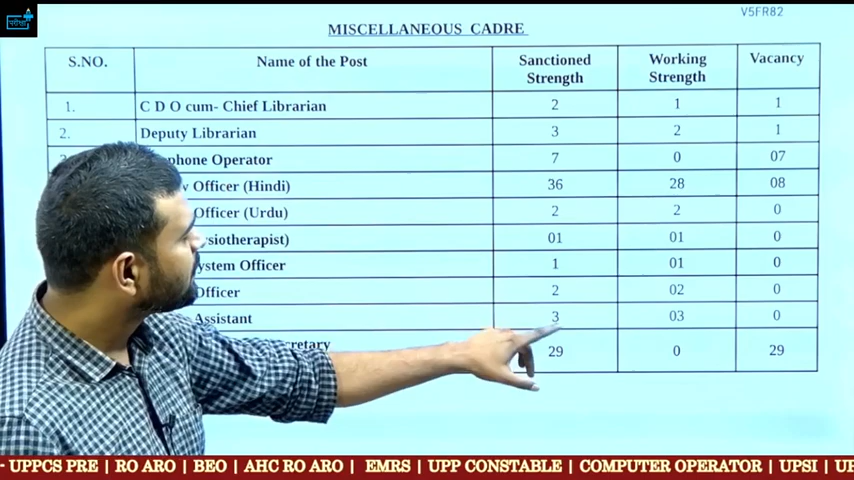 परीक्षा
V5FR82
MISCELLANEOUS CADRE
S.NO. Name of the Post Sanctioned Strength Working Strength Vacancy
1. C D O cum- Chief Librarian 2 1 1
2. Deputy Librarian 3 2 1
phone Operator 7 0 07
w Officer (Hindi) 36 28 08
Officer (Urdu) 2 2 0
ysiotherapist) 01 01 0
ystem Officer 1 01 0
Officer 2 02 0
Assistant 3 03 0
cretary 29 0 29
- UPPCS PRE | RO ARO | BEO | AHC RO ARO | EMRS | UPP CONSTABLE | COMPUTER OPERATOR | UPSI | UP